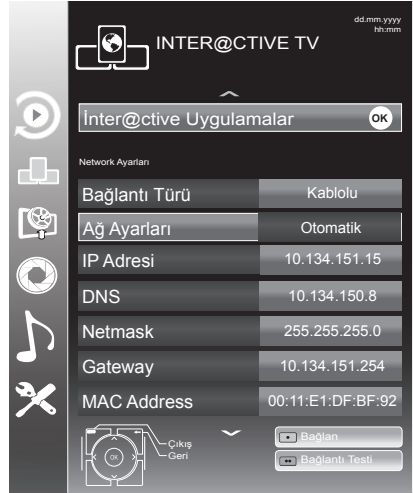 INTER@CTIVE TV
dd.mm.yyyy
hh:mm
İnter@ctive Uygulamalar
OK
Network Ayarları
Bağlantı Türü Kablolu
Ağ Ayarları Otomatik
IP Adresi 10.134.151.15
DNS 10.134.150.8
Netmask 255.255.255.0
Gateway 10.134.151.254
MAC Address 00:11:E1:DF:BF:92
OK
Çıkış
Geri
Bağlan
Bağlantı Testi